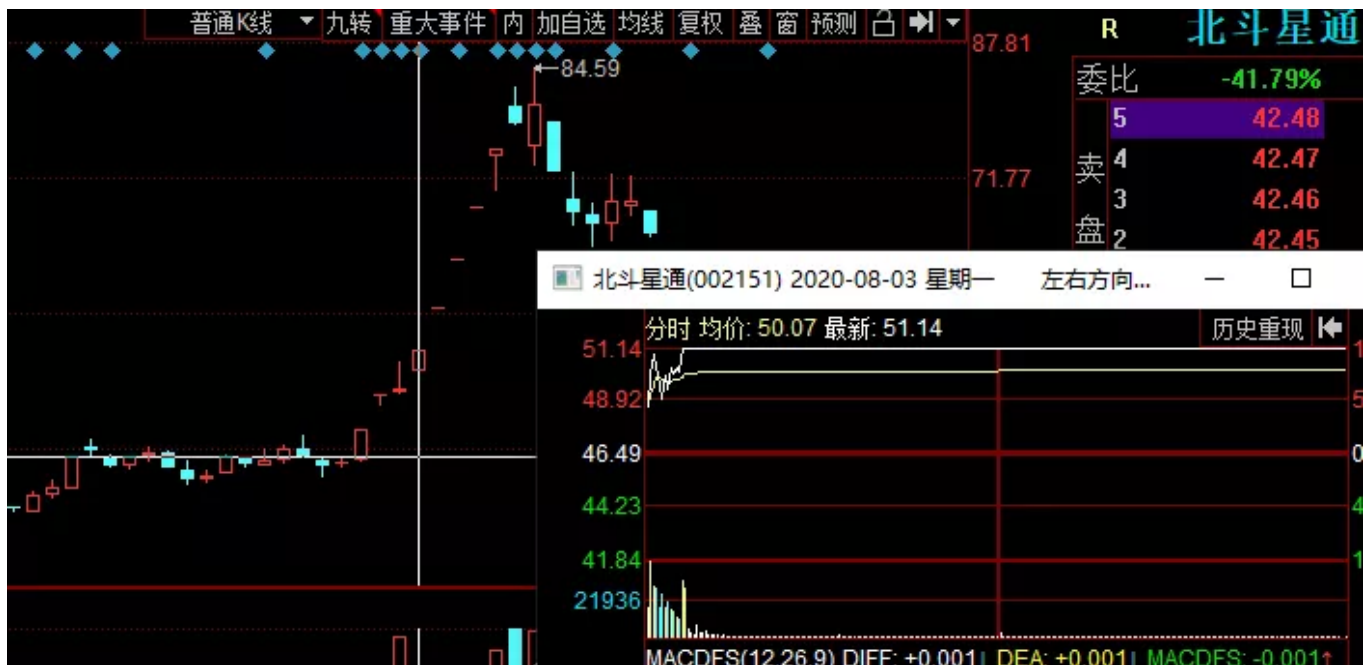 普通K线 九转 重大事件 内 加自选 均线 复权 叠 窗 预测
R 北斗星通
87.81
84.59
71.77
委比 -41.79%
卖盘
5 42.48
4 42.47
3 42.46
2 42.45
北斗星通(002151) 2020-08-03 星期一 左右方向...
分时 均价: 50.07 最新: 51.14 历史重现
51.14 1
48.92 5
46.49 0
44.23 4
41.84 1
21936
MACDFS(12,26,9) DIFF: +0.001↓ DEA: +0.001↓ MACDFS: -0.001↑